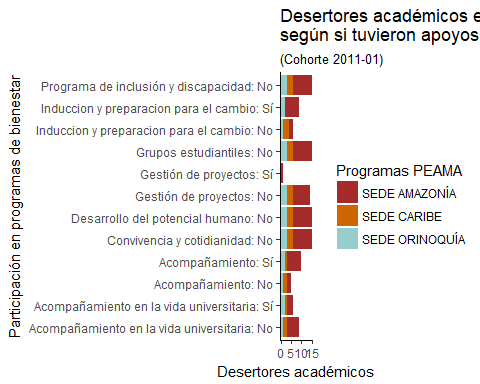 Desertores académicos e
según si tuvieron apoyos
(Cohorte 2011-01)
Participación en programas de bienestar
Programa de inclusión y discapacidad: No
Induccion y preparacion para el cambio: Sí
Induccion y preparacion para el cambio: No
Grupos estudiantiles: No
Gestión de proyectos: Sí
Gestión de proyectos: No
Desarrollo del potencial humano: No
Convivencia y cotidianidad: No
Acompañamiento: Sí
Acompañamiento: No
Acompañamiento en la vida universitaria: Sí
Acompañamiento en la vida universitaria: No
Programas PEAMA
SEDE AMAZONÍA
SEDE CARIBE
SEDE ORINOQUÍA
0 5 10 15
Desertores académicos